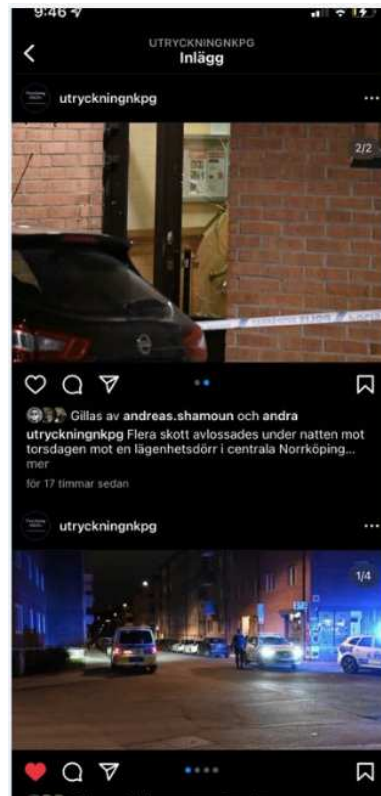 9:46
UTRYCKNINGNKPG
Inlägg
utryckningnkpg
2/2
Gillas av andreas.shamoun och andra
utryckningnkpg Flera skott avlossades under natten mot
torsdagen mot en lägenhetsdörr i centrala Norrköping...
mer
för 17 timmar sedan
utryckningnkpg
1/4